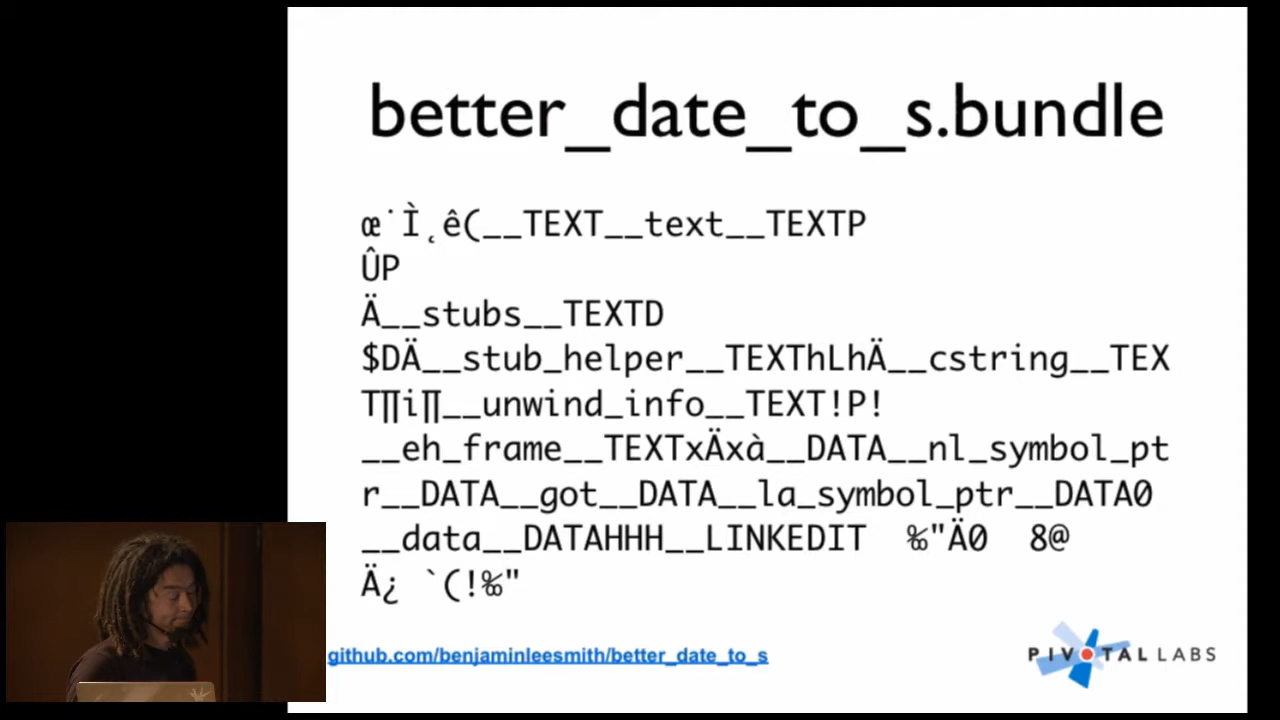 better_date_to_s.bundle
œ˙Ì˛ê(__TEXT__text__TEXTP
ÛP
Ä__stubs__TEXTD
$DÄ__stub_helper__TEXThLhÄ__cstring__TEX
T∏i∏__unwind_info__TEXT!P!
__eh_frame__TEXTxÄxà__DATA__nl_symbol_pt
r__DATA__got__DATA__la_symbol_ptr__DATA0
__data__DATAHHH__LINKEDIT ‰"Ä0 8@
Ä¿ `(!‰"
github.com/benjaminleesmith/better_date_to_s
PIVOTAL LABS